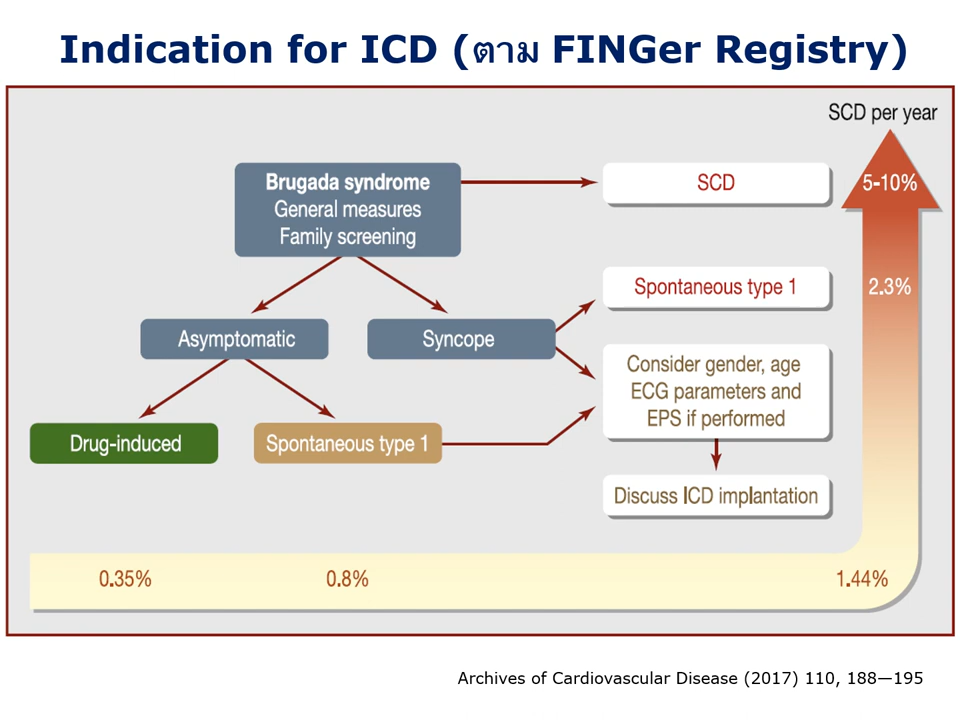 Indication for ICD (ตาม FINGer Registry)
SCD per year
Brugada syndrome
General measures
Family screening
SCD
5-10%
Spontaneous type 1
2.3%
Asymptomatic
Syncope
Consider gender, age
ECG parameters and
EPS if performed
Drug-induced
Spontaneous type 1
Discuss ICD implantation
0.35%
0.8%
1.44%
Archives of Cardiovascular Disease (2017) 110, 188—195